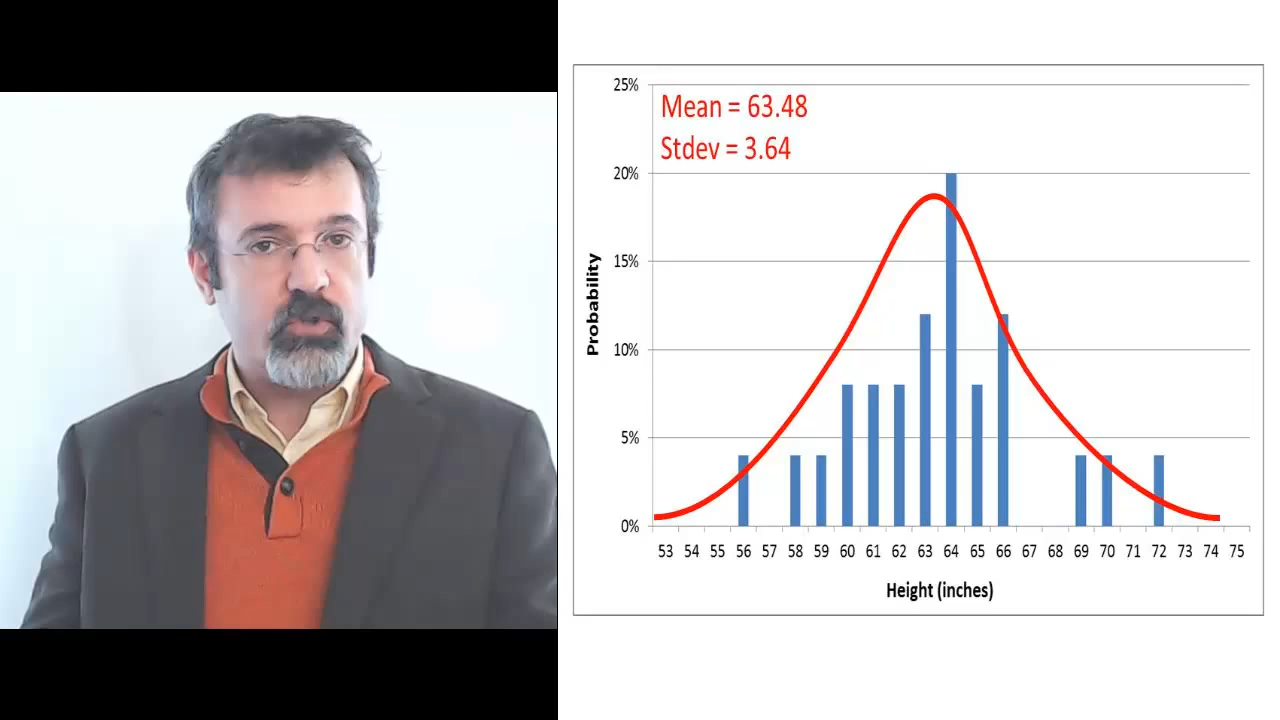 25%
Mean = 63.48
Stdev = 3.64
20%
15%
Probability
10%
5%
0%
53 54 55 56 57 58 59 60 61 62 63 64 65 66 67 68 69 70 71 72 73 74 75
Height (inches)